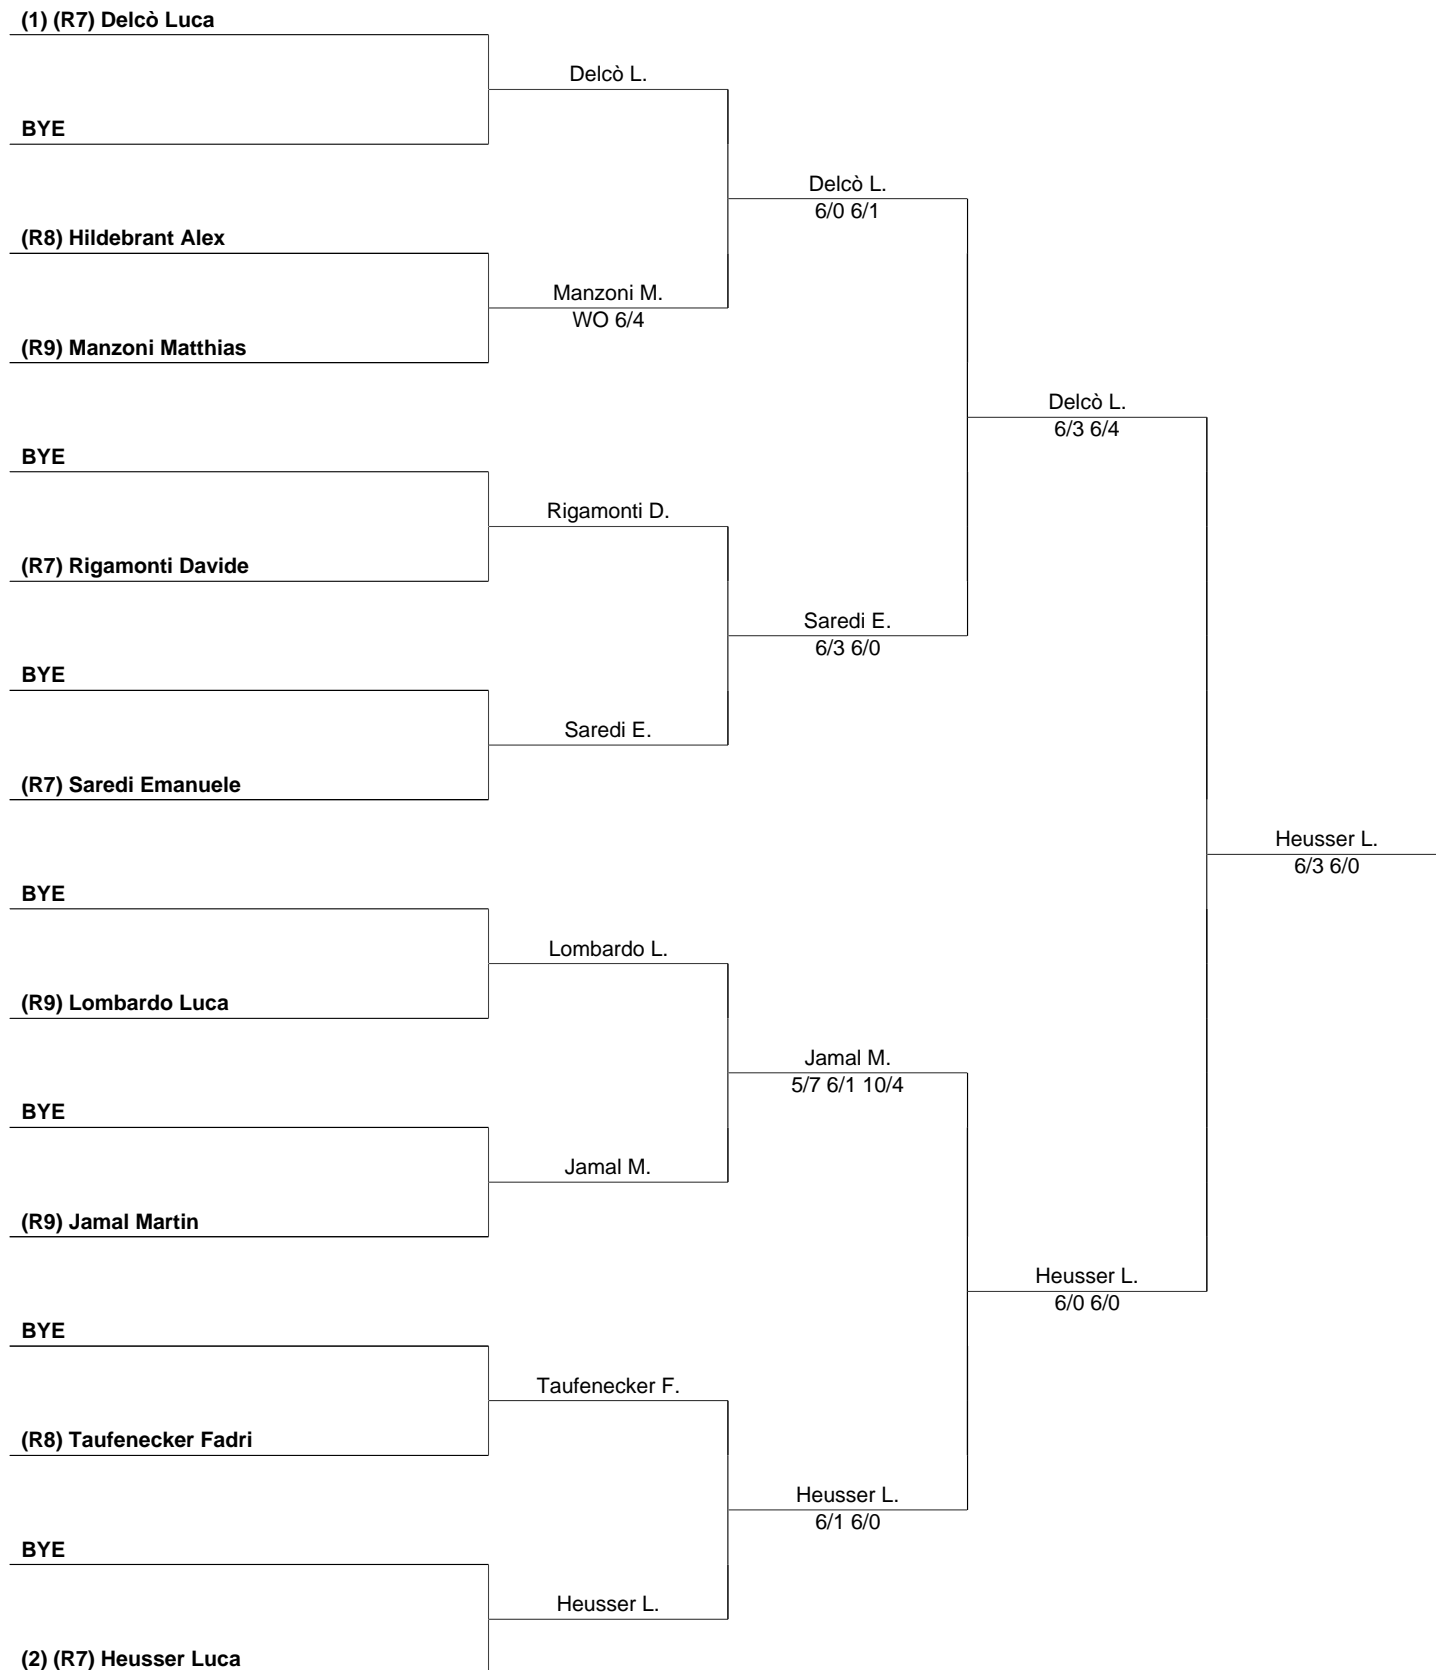 (1) (R7) Delcò Luca
Delcò L.
BYE
Delcò L.
6/0 6/1
(R8) Hildebrant Alex
Manzoni M.
WO 6/4
(R9) Manzoni Matthias
Delcò L.
6/3 6/4
BYE
Rigamonti D.
(R7) Rigamonti Davide
Saredi E.
6/3 6/0
BYE
Saredi E.
(R7) Saredi Emanuele
Heusser L.
6/3 6/0
BYE
Lombardo L.
(R9) Lombardo Luca
Jamal M.
5/7 6/1 10/4
BYE
Jamal M.
(R9) Jamal Martin
Heusser L.
6/0 6/0
BYE
Taufenecker F.
(R8) Taufenecker Fadri
Heusser L.
6/1 6/0
BYE
Heusser L.
(2) (R7) Heusser Luca